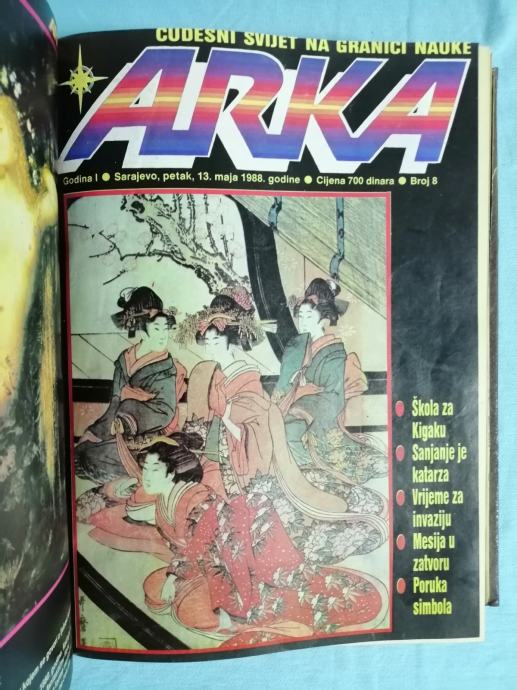 ČUDESNI SVIJET NA GRANICI NAUKE
ARKA
Godina I ● Sarajevo, petak, 13. maja 1988. godine ● Cijena 700 dinara ● Broj 8
● Škola za
Kigaku
● Sanjanje je
katarza
● Vrijeme za
invaziju
● Mesija u
zatvoru
● Poruka
simbola